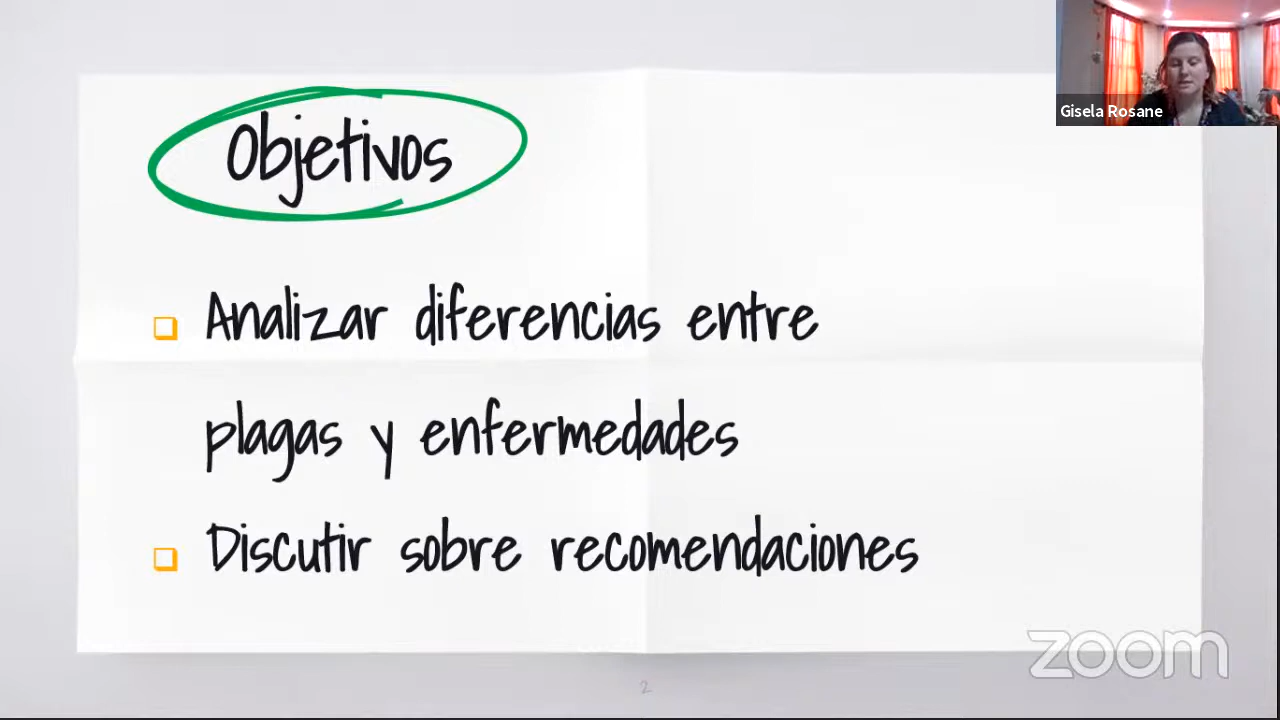 Gisela Rosane
Objetivos
❑ Analizar diferencias entre
plagas y enfermedades
❑ Discutir sobre recomendaciones
zoom
2